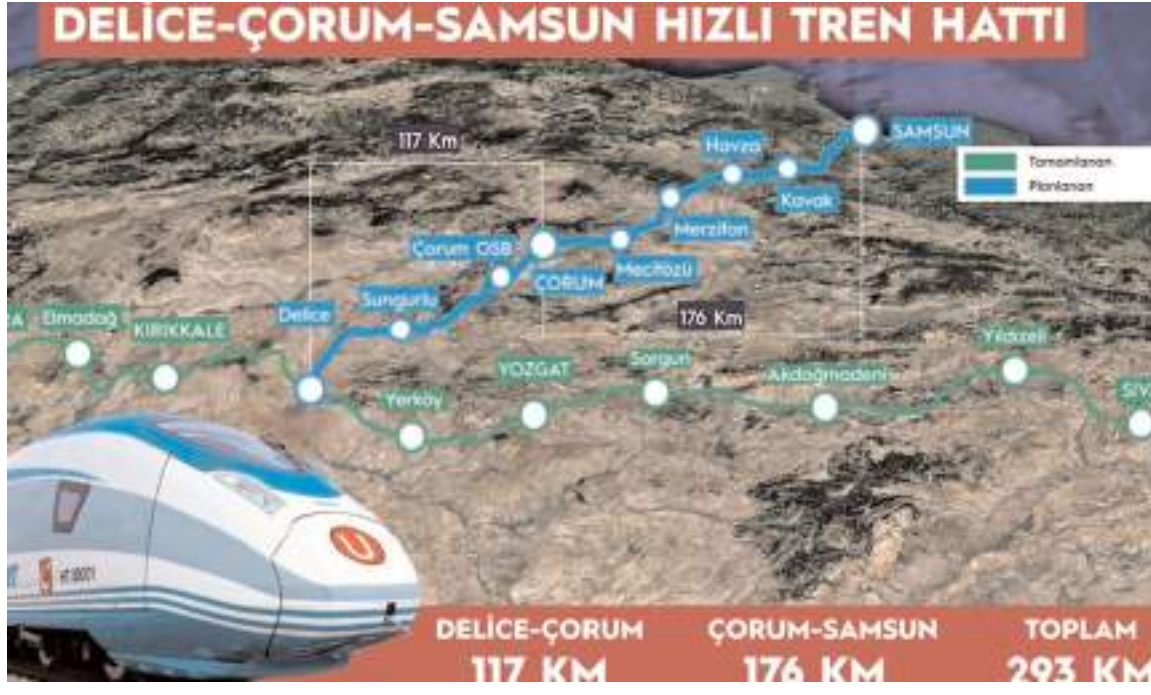 DELİCE-ÇORUM-SAMSUN HIZLI TREN HATTI
117 Km
Havza
SAMSUN
Tamamlanan
Planlanan
Kavak
Merzifon
Çorum OSB
ÇORUM
Mecitözü
Delice
Sungurlu
176 Km
Elmadağ
KIRIKKALE
Yıldızeli
YOZGAT
Sorgun
Akdağmadeni
Yerköy
DELİCE-ÇORUM
117 KM
ÇORUM-SAMSUN
176 KM
TOPLAM
293 KM